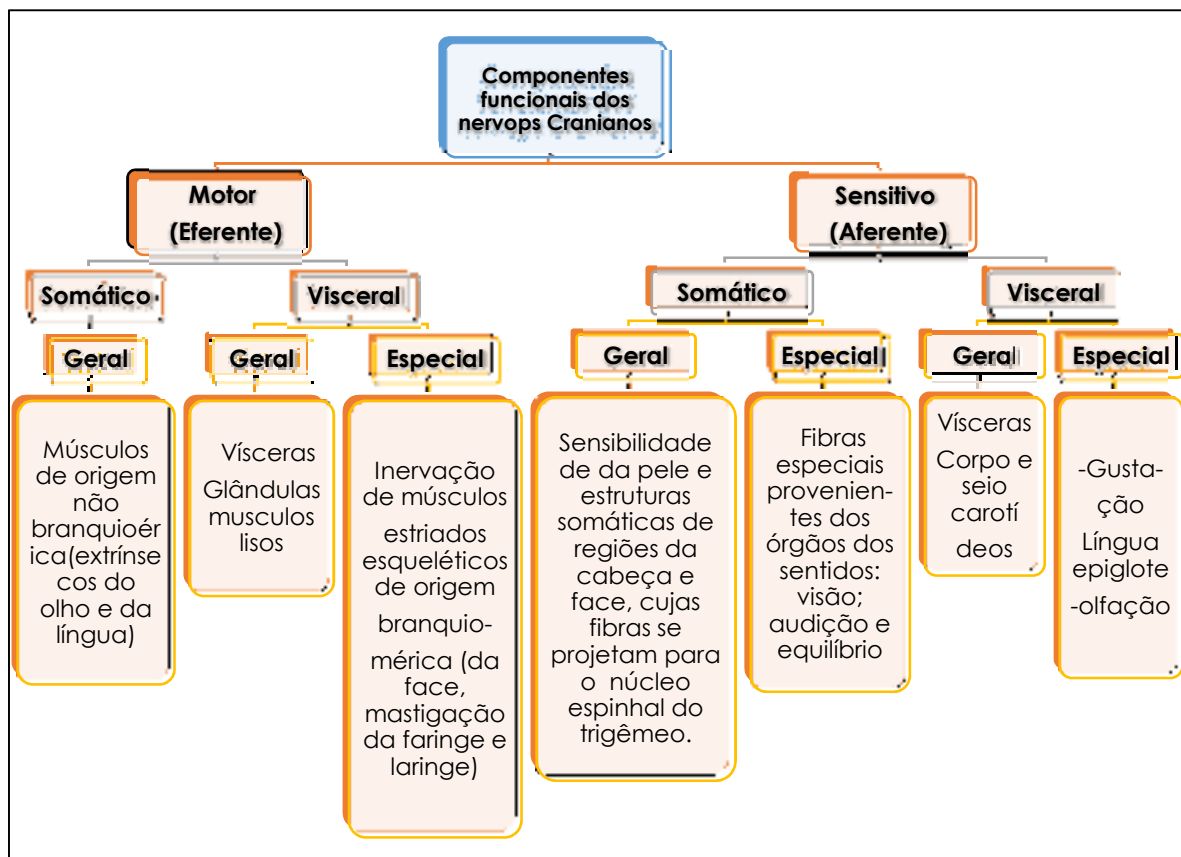 Componentes
funcionais dos
nervops Cranianos
Motor
(Eferente)
Sensitivo
(Aferente)
Somático
Visceral
Somático
Visceral
Geral
Geral
Especial
Geral
Especial
Geral
Especial
Músculos
de origem
não
branquioér
ica(extrínse
cos do
olho e da
língua)
Vísceras
Glândulas
musculos
lisos
Inervação
de músculos
estriados
esqueléticos
de origem
branquio-
mérica (da
face,
mastigação
da faringe e
laringe)
Sensibilidade
de da pele e
estruturas
somáticas de
regiões da
cabeça e
face, cujas
fibras se
projetam para
o núcleo
espinhal do
trigêmeo.
Fibras
especiais
provenien-
tes dos
órgãos dos
sentidos:
visão;
audição e
equilíbrio
Vísceras
Corpo e
seio
carotí
deos
-Gusta-
ção
Língua
epiglote
-olfação